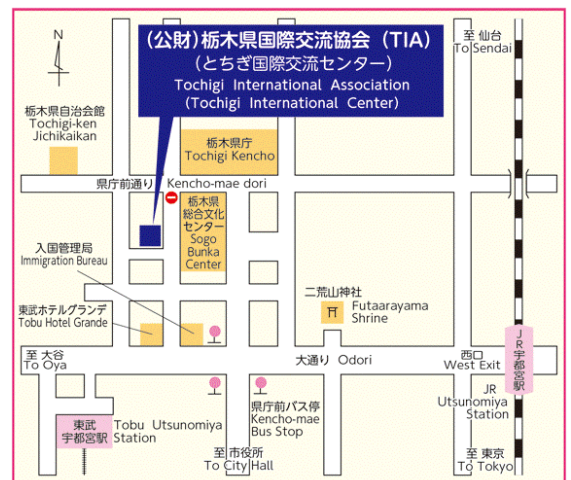 (公財)栃木県国際交流協会 (TIA)
(とちぎ国際交流センター)
Tochigi International Association
(Tochigi International Center)
N
至 仙台
To Sendai
栃木県自治会館
Tochigi-ken
Jichikaikan
栃木県庁
Tochigi Kencho
県庁前通り Kencho-mae dori
栃木県
総合文化
センター
Sogo
Bunka
Center
入国管理局
Immigration Bureau
二荒山神社
Futaarayama
Shrine
東武ホテルグランデ
Tobu Hotel Grande
JR宇都宮駅
至 大谷
To Oya
大通り Odori
西口
West Exit
JR
Utsunomiya
Station
県庁前バス停
Kencho-mae
Bus Stop
東武
宇都宮駅
Tobu Utsunomiya
Station
至 市役所
To City Hall
至 東京
To Tokyo